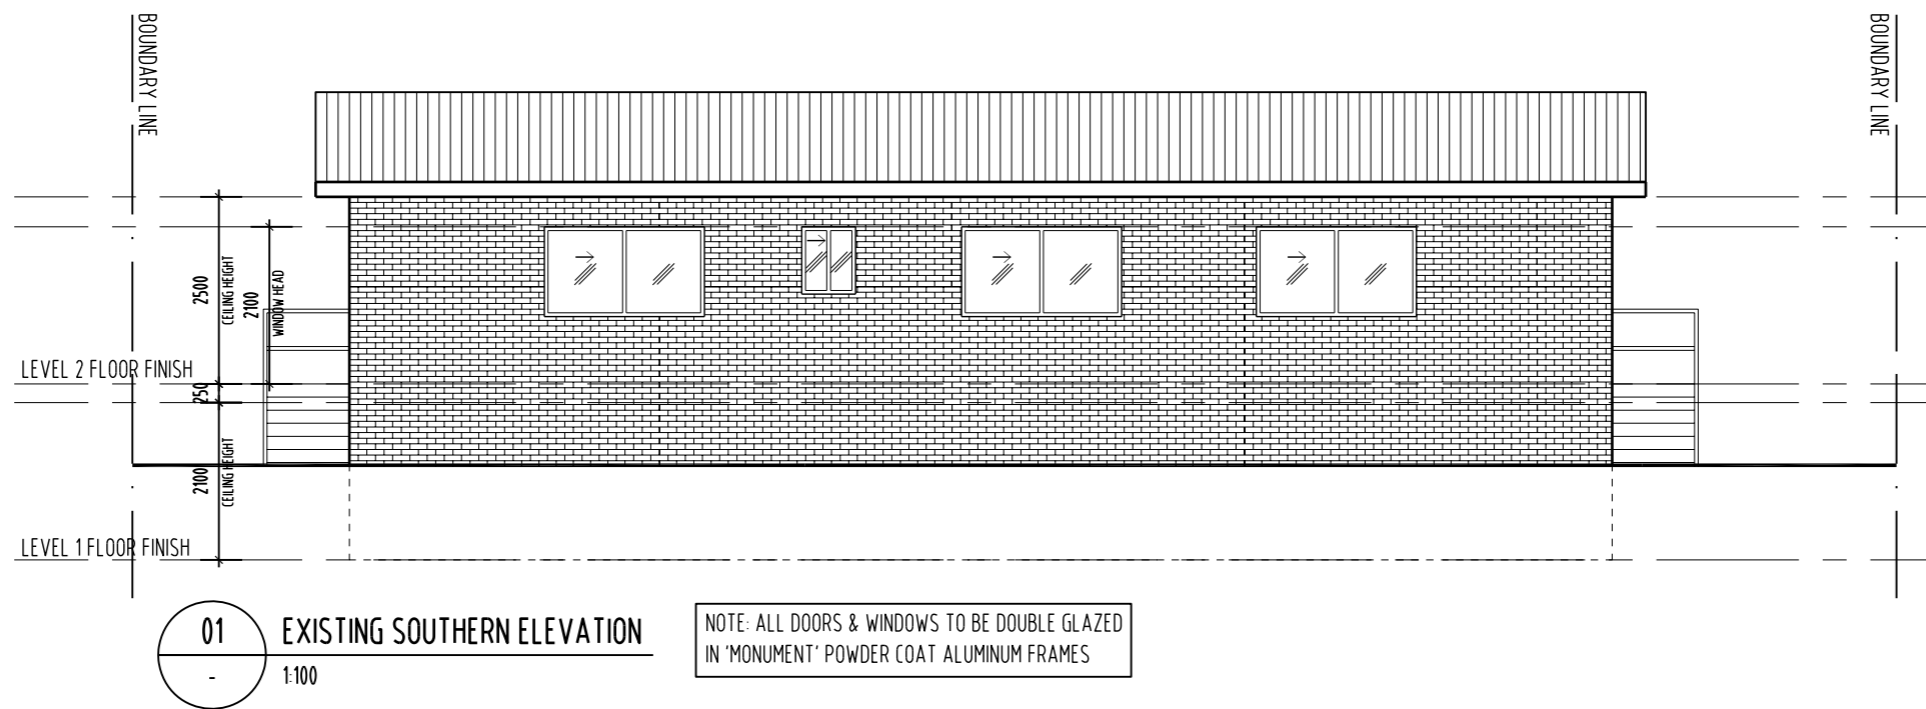 BOUNDARY LINE
BOUNDARY LINE
2500
CEILING HEIGHT
2100
WINDOW HEAD
LEVEL 2 FLOOR FINISH
250
2100
CEILING HEIGHT
LEVEL 1 FLOOR FINISH
01
-
EXISTING SOUTHERN ELEVATION
1:100
NOTE: ALL DOORS & WINDOWS TO BE DOUBLE GLAZED
IN 'MONUMENT' POWDER COAT ALUMINUM FRAMES